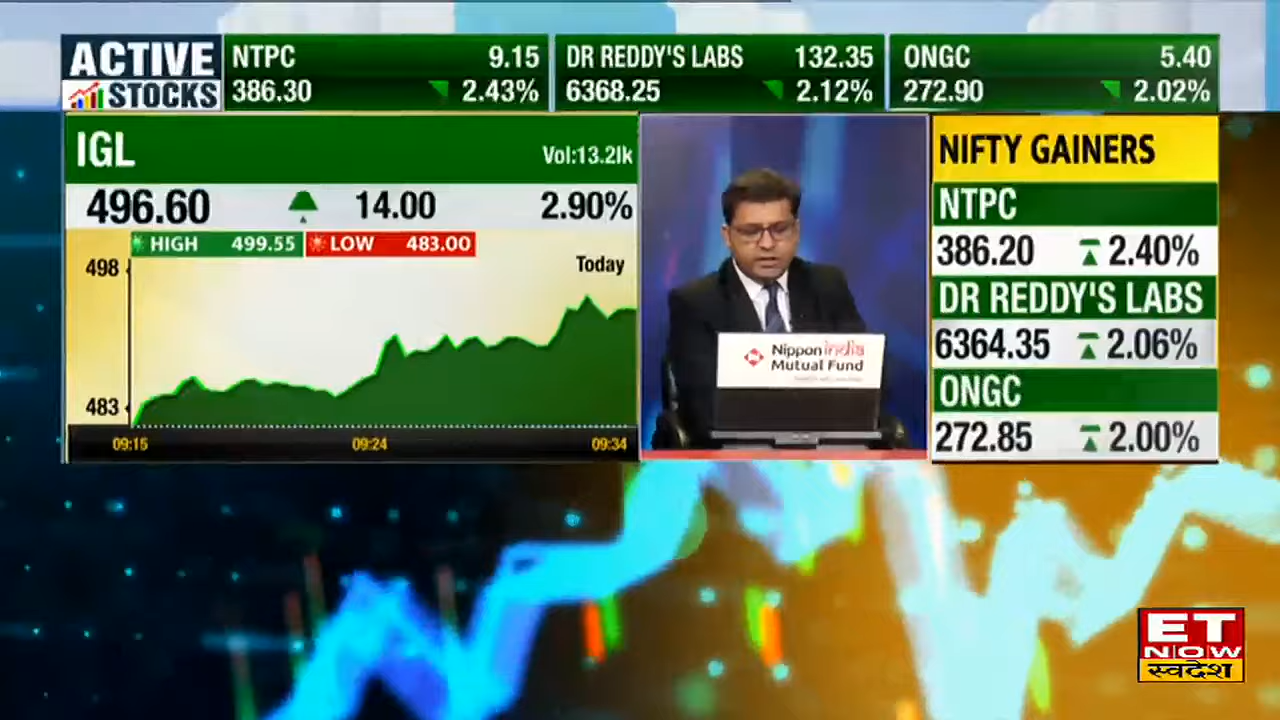 ACTIVE
STOCKS
NTPC 9.15
386.30 2.43%
DR REDDY'S LABS 132.35
6368.25 2.12%
ONGC 5.40
272.90 2.02%
IGL Vol:13.2lk
496.60 14.00 2.90%
HIGH 499.55 LOW 483.00
Today
498
483
09:15 09:24 09:34
Nippon india
Mutual Fund
NIFTY GAINERS
NTPC
386.20 2.40%
DR REDDY'S LABS
6364.35 2.06%
ONGC
272.85 2.00%
ET
NOW
स्वदेश